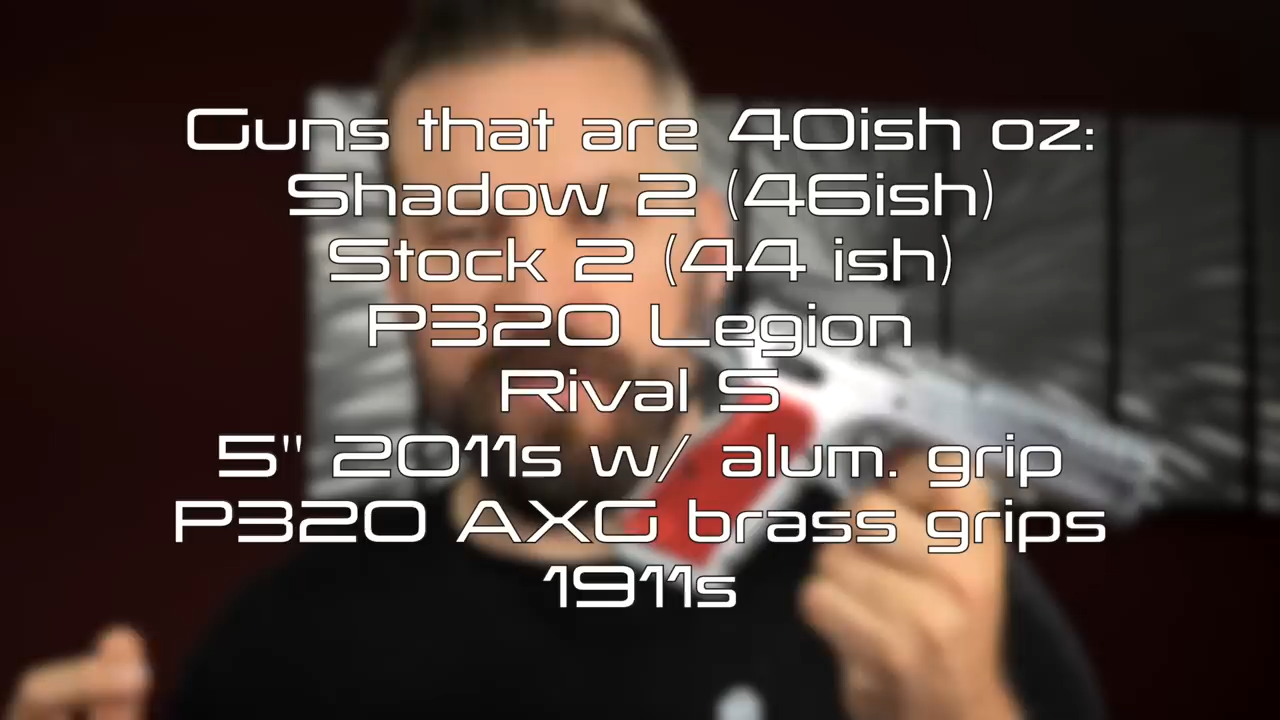 Guns that are 40ish oz:
Shadow 2 (46ish)
Stock 2 (44 ish)
P320 Legion
Rival S
5" 2011s w/ alum. grip
P320 AXG brass grips
1911s